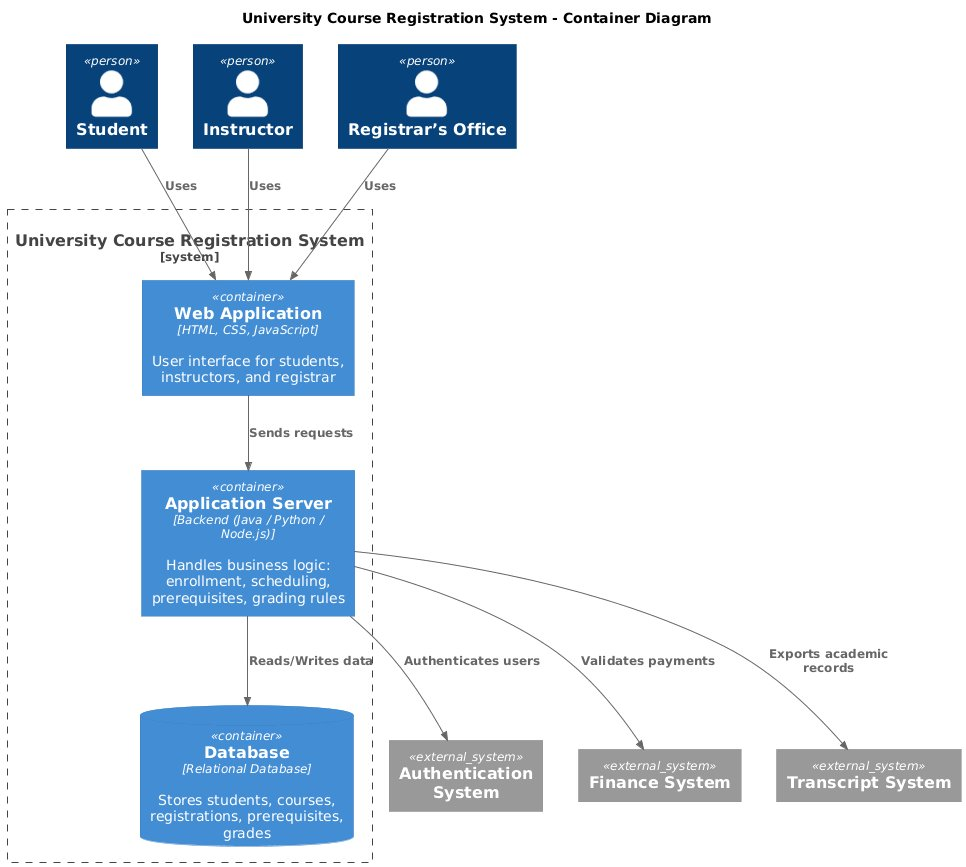 University Course Registration System - Container Diagram
«person»
Student
«person»
Instructor
«person»
Registrar’s Office
Uses
Uses
Uses
University Course Registration System
[system]
«container»
Web Application
[HTML, CSS, JavaScript]
User interface for students,
instructors, and registrar
Sends requests
«container»
Application Server
[Backend (Java / Python /
Node.js)]
Handles business logic:
enrollment, scheduling,
prerequisites, grading rules
Reads/Writes data
Authenticates users
Validates payments
Exports academic
records
«container»
Database
[Relational Database]
Stores students, courses,
registrations, prerequisites,
grades
«external_system»
Authentication
System
«external_system»
Finance System
«external_system»
Transcript System